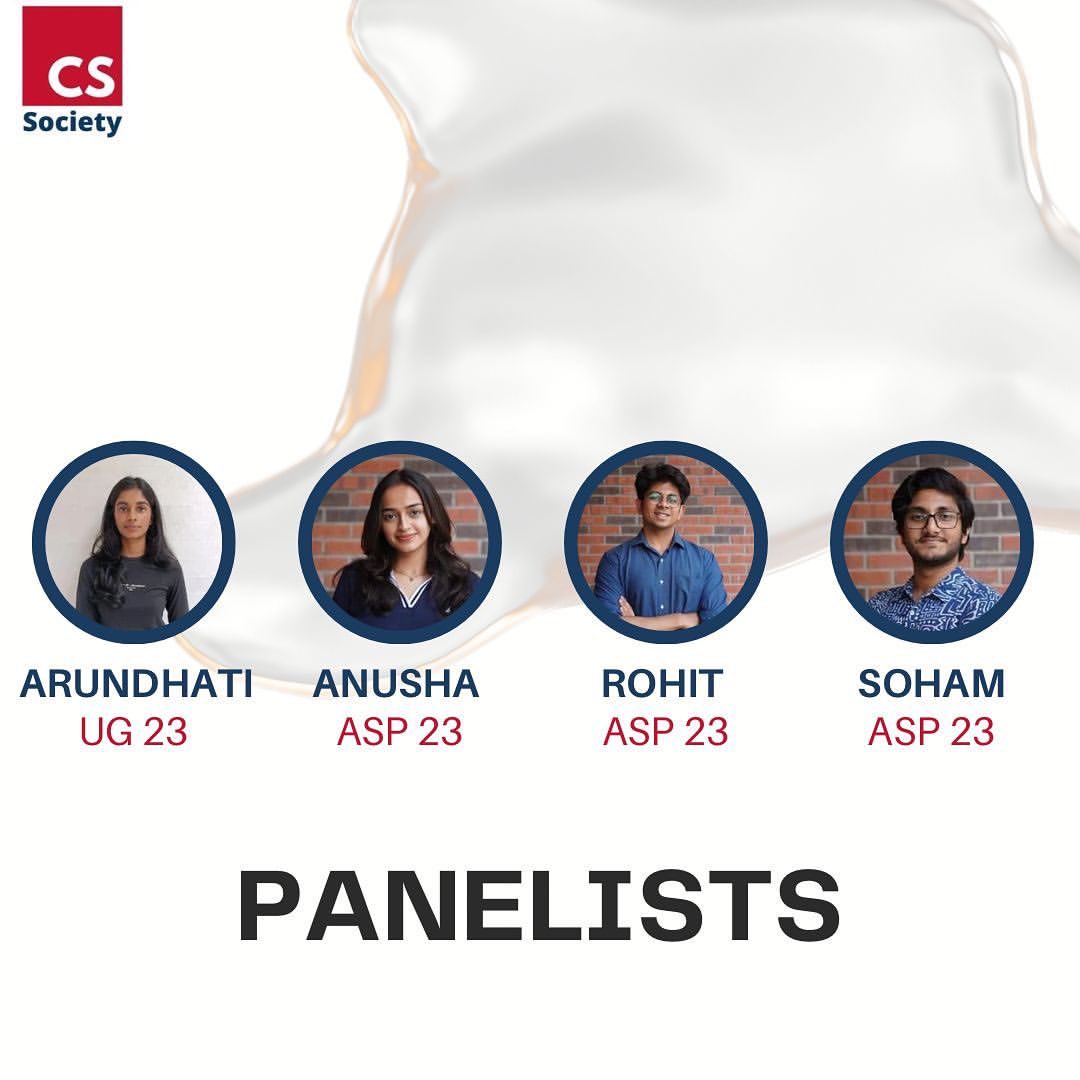 CS
Society
ARUNDHATI
UG 23
ANUSHA
ASP 23
ROHIT
ASP 23
SOHAM
ASP 23
PANELISTS